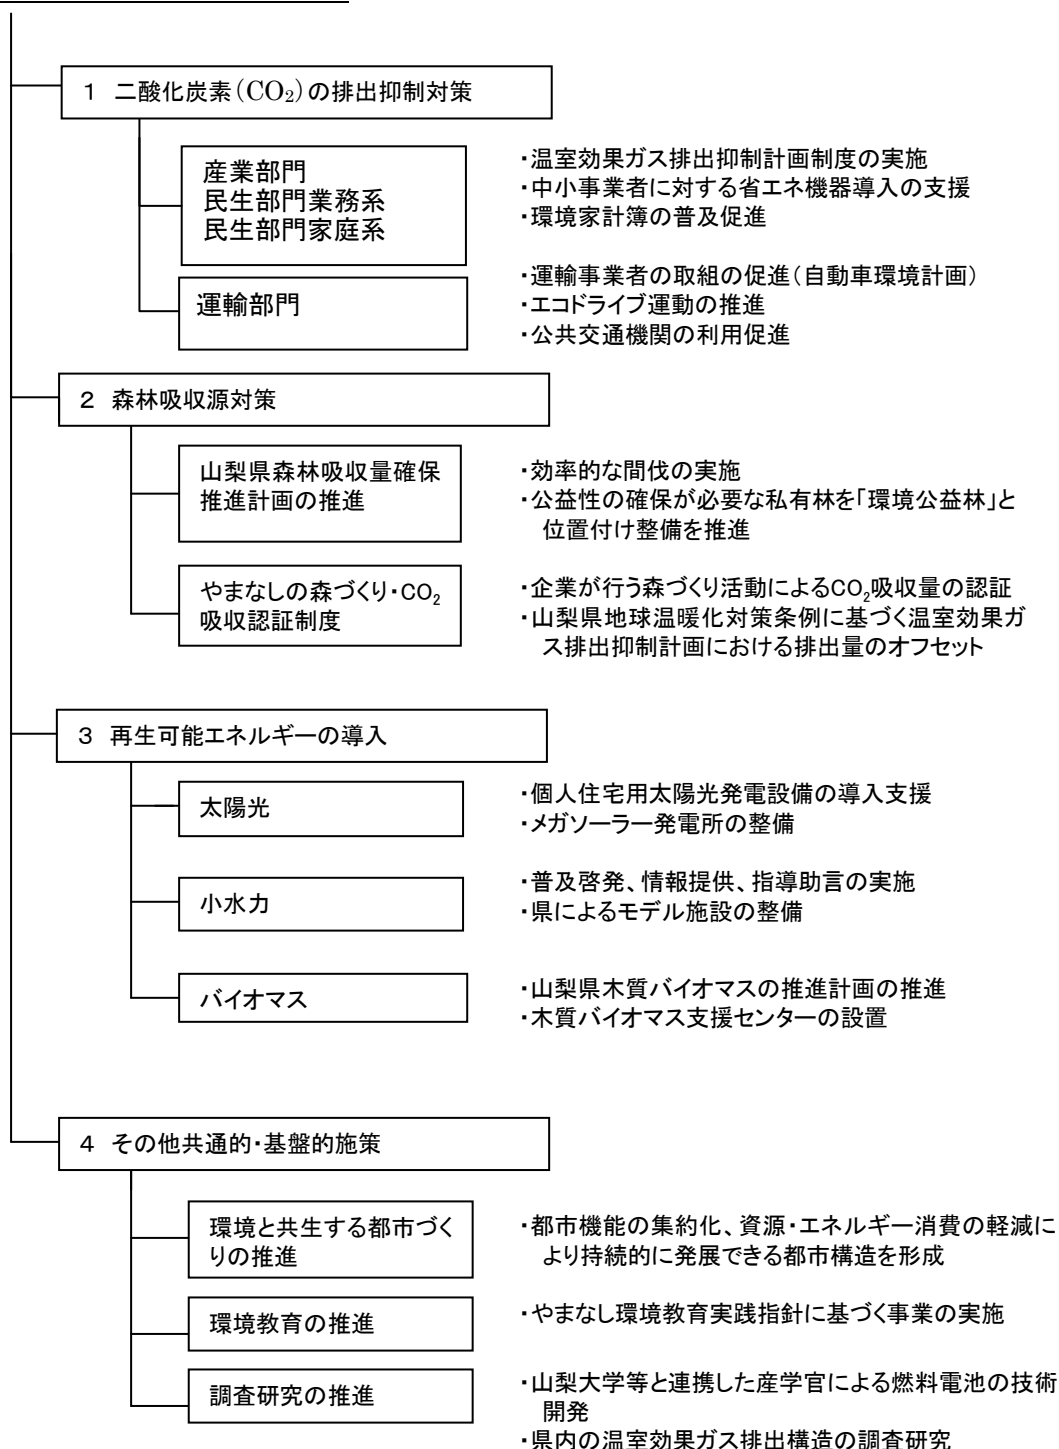 1 二酸化炭素(CO₂)の排出抑制対策
産業部門
民生部門業務系
民生部門家庭系
・温室効果ガス排出抑制計画制度の実施
・中小事業者に対する省エネ機器導入の支援
・環境家計簿の普及促進
運輸部門
・運輸事業者の取組の促進(自動車環境計画)
・エコドライブ運動の推進
・公共交通機関の利用促進
2 森林吸収源対策
山梨県森林吸収量確保
推進計画の推進
・効率的な間伐の実施
・公益性の確保が必要な私有林を「環境公益林」と
位置付け整備を推進
やまなしの森づくり・CO₂
吸収認証制度
・企業が行う森づくり活動によるCO₂吸収量の認証
・山梨県地球温暖化対策条例に基づく温室効果ガ
ス排出抑制計画における排出量のオフセット
3 再生可能エネルギーの導入
太陽光
・個人住宅用太陽光発電設備の導入支援
・メガソーラー発電所の整備
小水力
・普及啓発、情報提供、指導助言の実施
・県によるモデル施設の整備
バイオマス
・山梨県木質バイオマスの推進計画の推進
・木質バイオマス支援センターの設置
4 その他共通的・基盤的施策
環境と共生する都市づく
りの推進
・都市機能の集約化、資源・エネルギー消費の軽減に
より持続的に発展できる都市構造を形成
環境教育の推進
・やまなし環境教育実践指針に基づく事業の実施
調査研究の推進
・山梨大学等と連携した産学官による燃料電池の技術
開発
・県内の温室効果ガス排出構造の調査研究